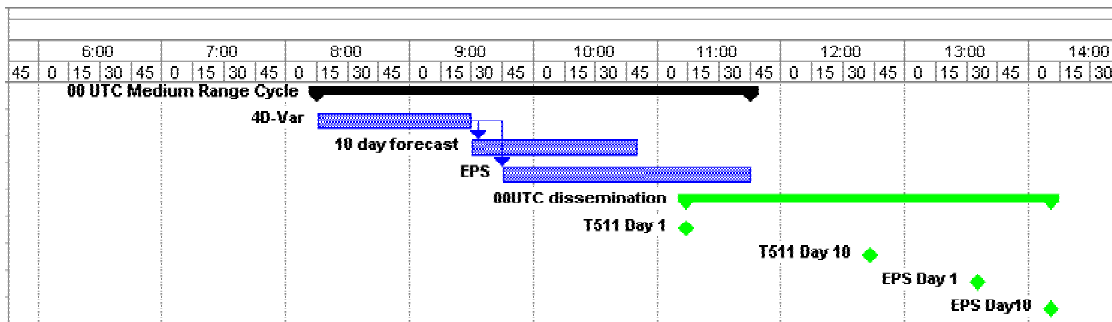 6:00 7:00 8:00 9:00 10:00 11:00 12:00 13:00 14:00
45 0 15 30 45 0 15 30 45 0 15 30 45 0 15 30 45 0 15 30 45 0 15 30 45 0 15 30 45 0 15 30 45 0 15 30
00 UTC Medium Range Cycle
4D-Var
10 day forecast
EPS
00UTC dissemination
T511 Day 1
T511 Day 10
EPS Day 1
EPS Day10